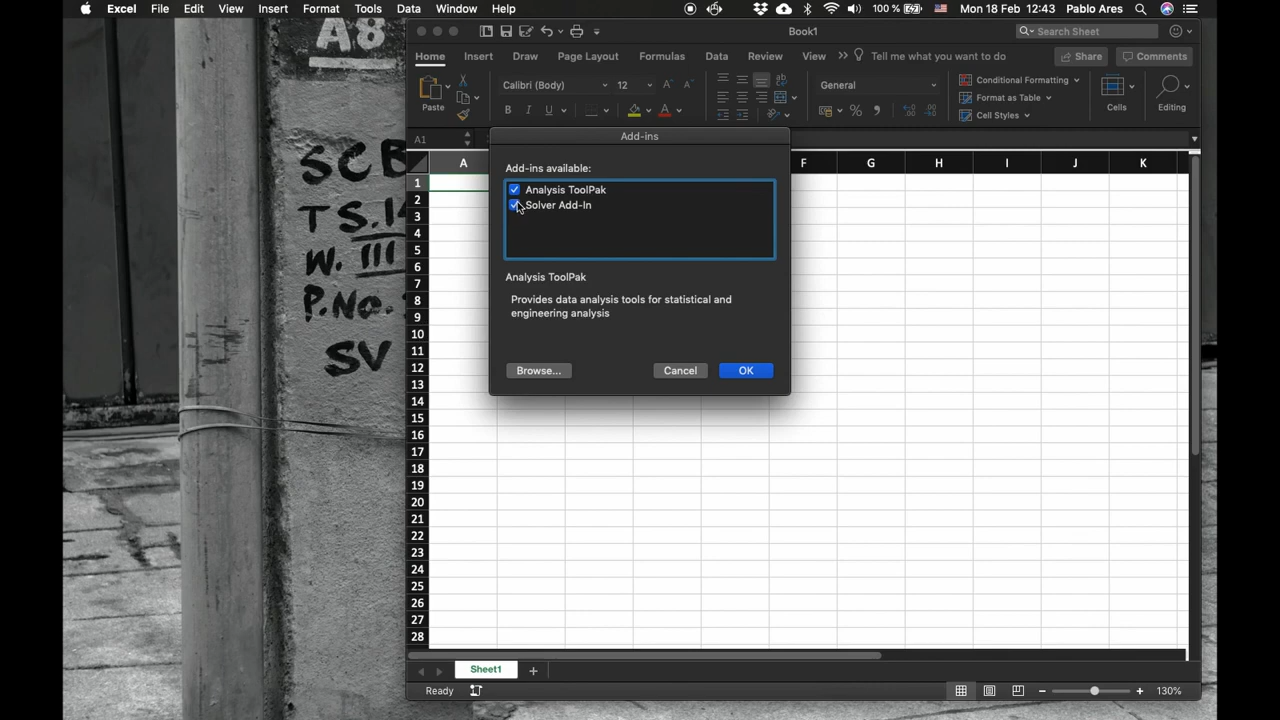 Excel File Edit View Insert Format Tools Data Window Help 100 % Mon 18 Feb 12:43 Pablo Ares
Book1 Search Sheet
Home Insert Draw Page Layout Formulas Data Review View Tell me what you want to do Share Comments
Paste Calibri (Body) 12 A A General Conditional Formatting Cells Editing
B I U A % Format as Table
Cell Styles
A1
Add-ins
A F G H I J K
Add-ins available:
Analysis ToolPak
Solver Add-In
Analysis ToolPak
Provides data analysis tools for statistical and
engineering analysis
Browse... Cancel OK
1
2
3
4
5
6
7
8
9
10
11
12
13
14
15
16
17
18
19
20
21
22
23
24
25
26
27
28
Sheet1 +
Ready 130%
A8
SCB
T S.14
W. III
P.No.
SV